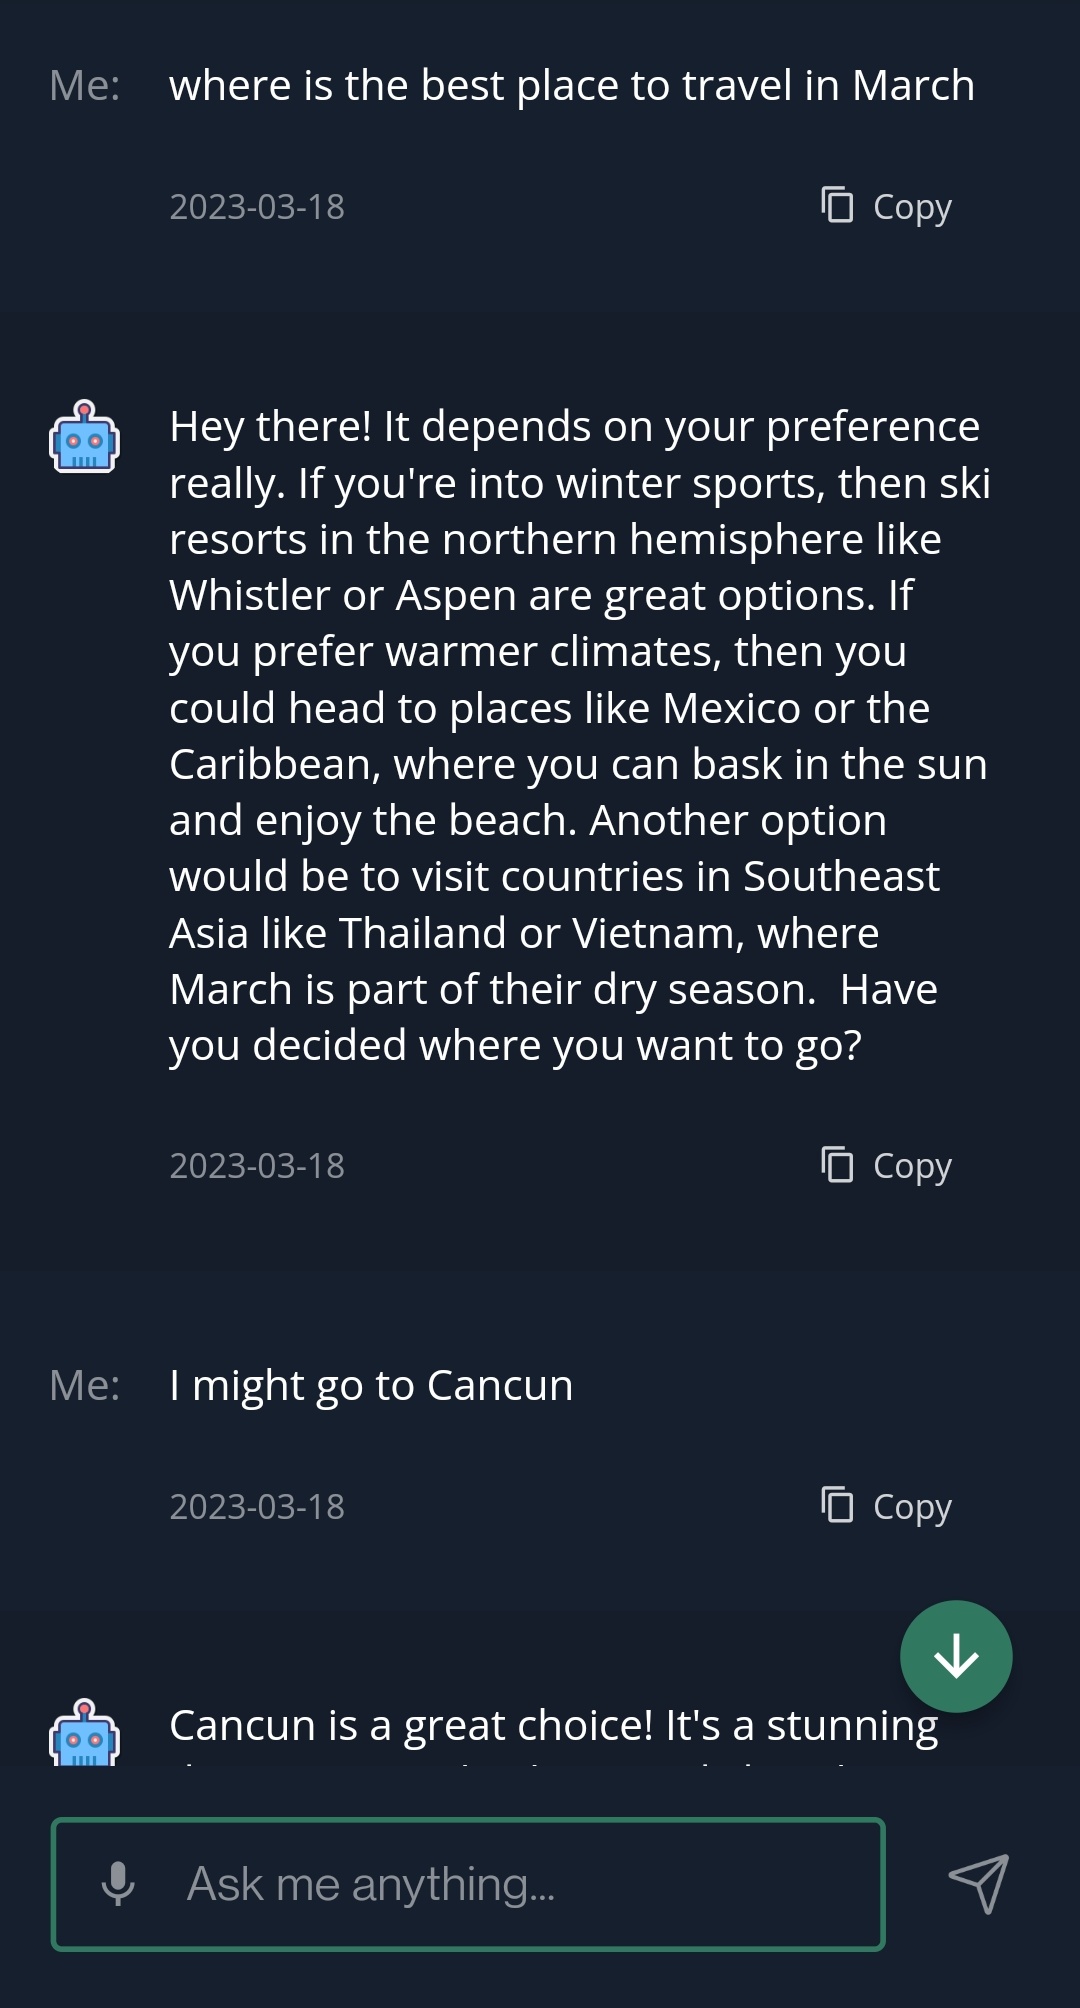 Me: where is the best place to travel in March
2023-03-18 Copy
Hey there! It depends on your preference
really. If you're into winter sports, then ski
resorts in the northern hemisphere like
Whistler or Aspen are great options. If
you prefer warmer climates, then you
could head to places like Mexico or the
Caribbean, where you can bask in the sun
and enjoy the beach. Another option
would be to visit countries in Southeast
Asia like Thailand or Vietnam, where
March is part of their dry season.  Have
you decided where you want to go?
2023-03-18 Copy
Me: I might go to Cancun
2023-03-18 Copy
Cancun is a great choice! It's a stunning
Ask me anything...